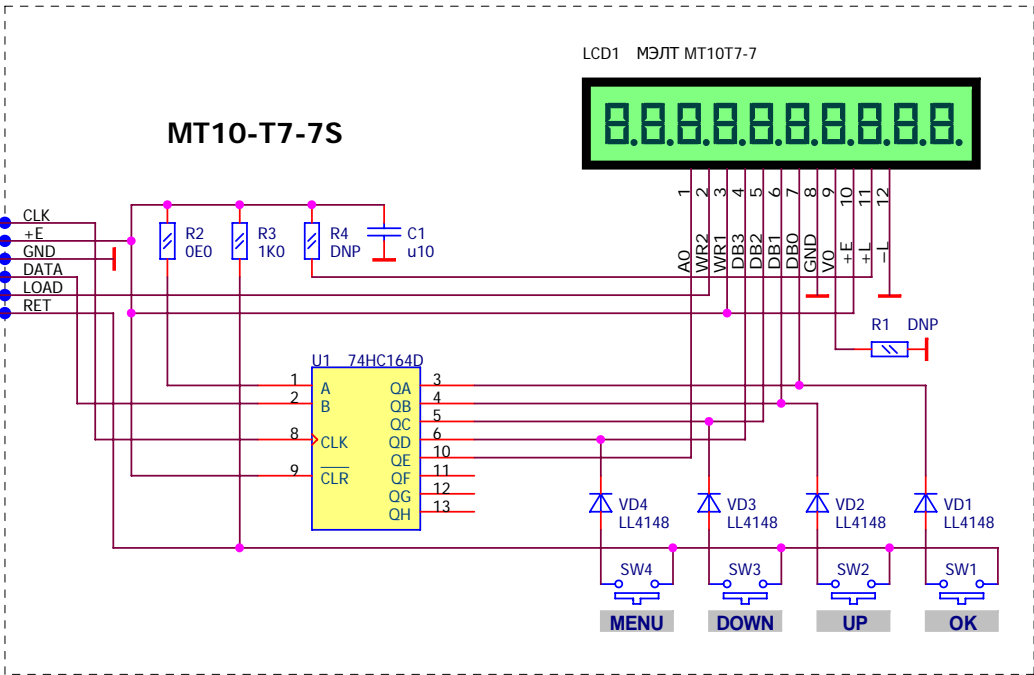 LCD1 МЭЛТ MT10T7-7
MT10-T7-7S
8.8.8.8.8.8.8.8.8.8.
1 2 3 4 5 6 7 8 9 10 11 12
A0 WR2 WR1 DB3 DB2 DB1 DB0 GND V0 +E +L -L
CLK
+E
GND
DATA
LOAD
RET
R2
0E0
R3
1K0
R4
DNP
C1
u10
R1 DNP
U1 74HC164D
1 A QA 3
2 B QB 4
QC 5
8 CLK QD 6
QE 10
9 CLR QF 11
QG 12
QH 13
VD4
LL4148
VD3
LL4148
VD2
LL4148
VD1
LL4148
SW4 SW3 SW2 SW1
MENU DOWN UP OK